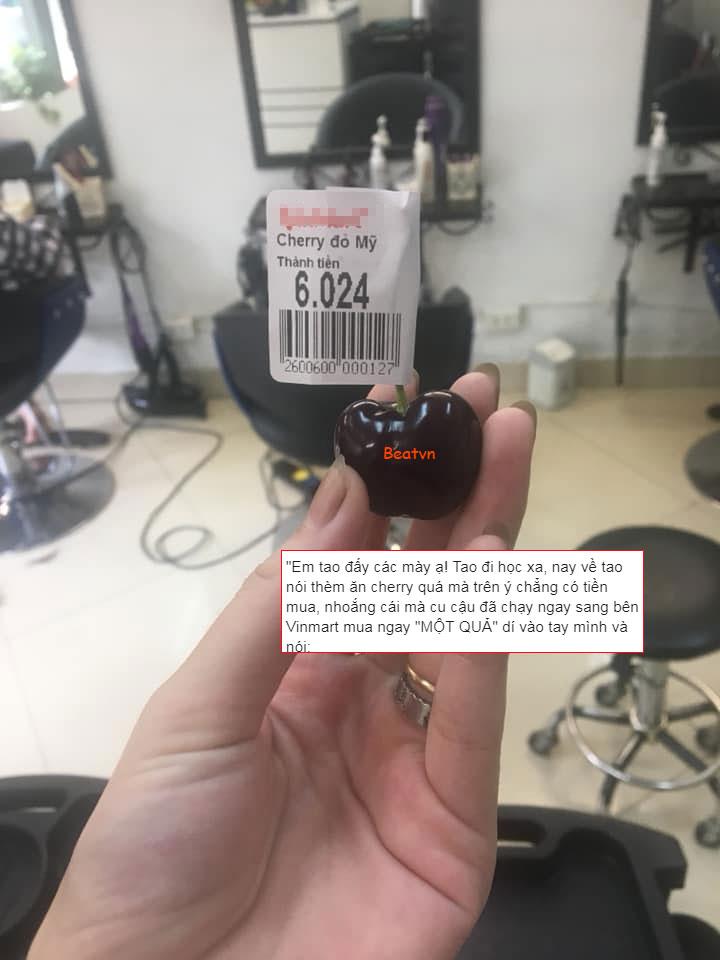 Cherry đỏ Mỹ
Thành tiền
6.024
2600600 000127
Beatvn
"Em tao đấy các mày ạ! Tao đi học xa, nay về tao
nói thèm ăn cherry quá mà trên ý chẳng có tiền
mua, nhoắng cái mà cu cậu đã chạy ngay sang bên
Vinmart mua ngay "MỘT QUẢ" dí vào tay mình và
nói: